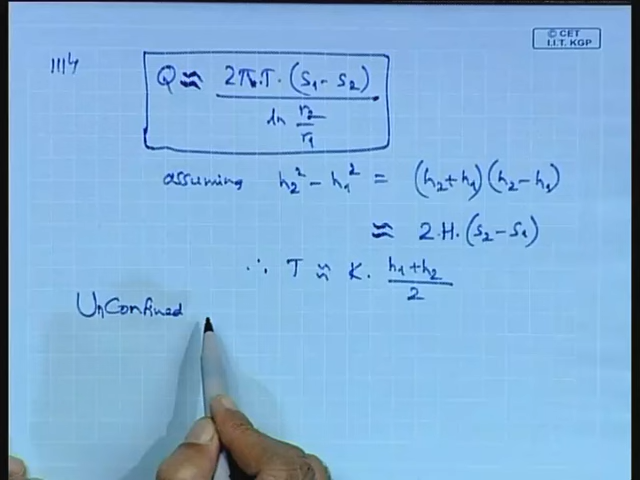 © CET
I.I.T. KGP
111y
Q ≈ 2π.T.(S1-S2) / ln r2/r1
assuming h2² - h1² = (h2+h1)(h2-h1)
≈ 2.H.(S2-S1)
∴ T ≈ K. h1+h2 / 2
UnConfined